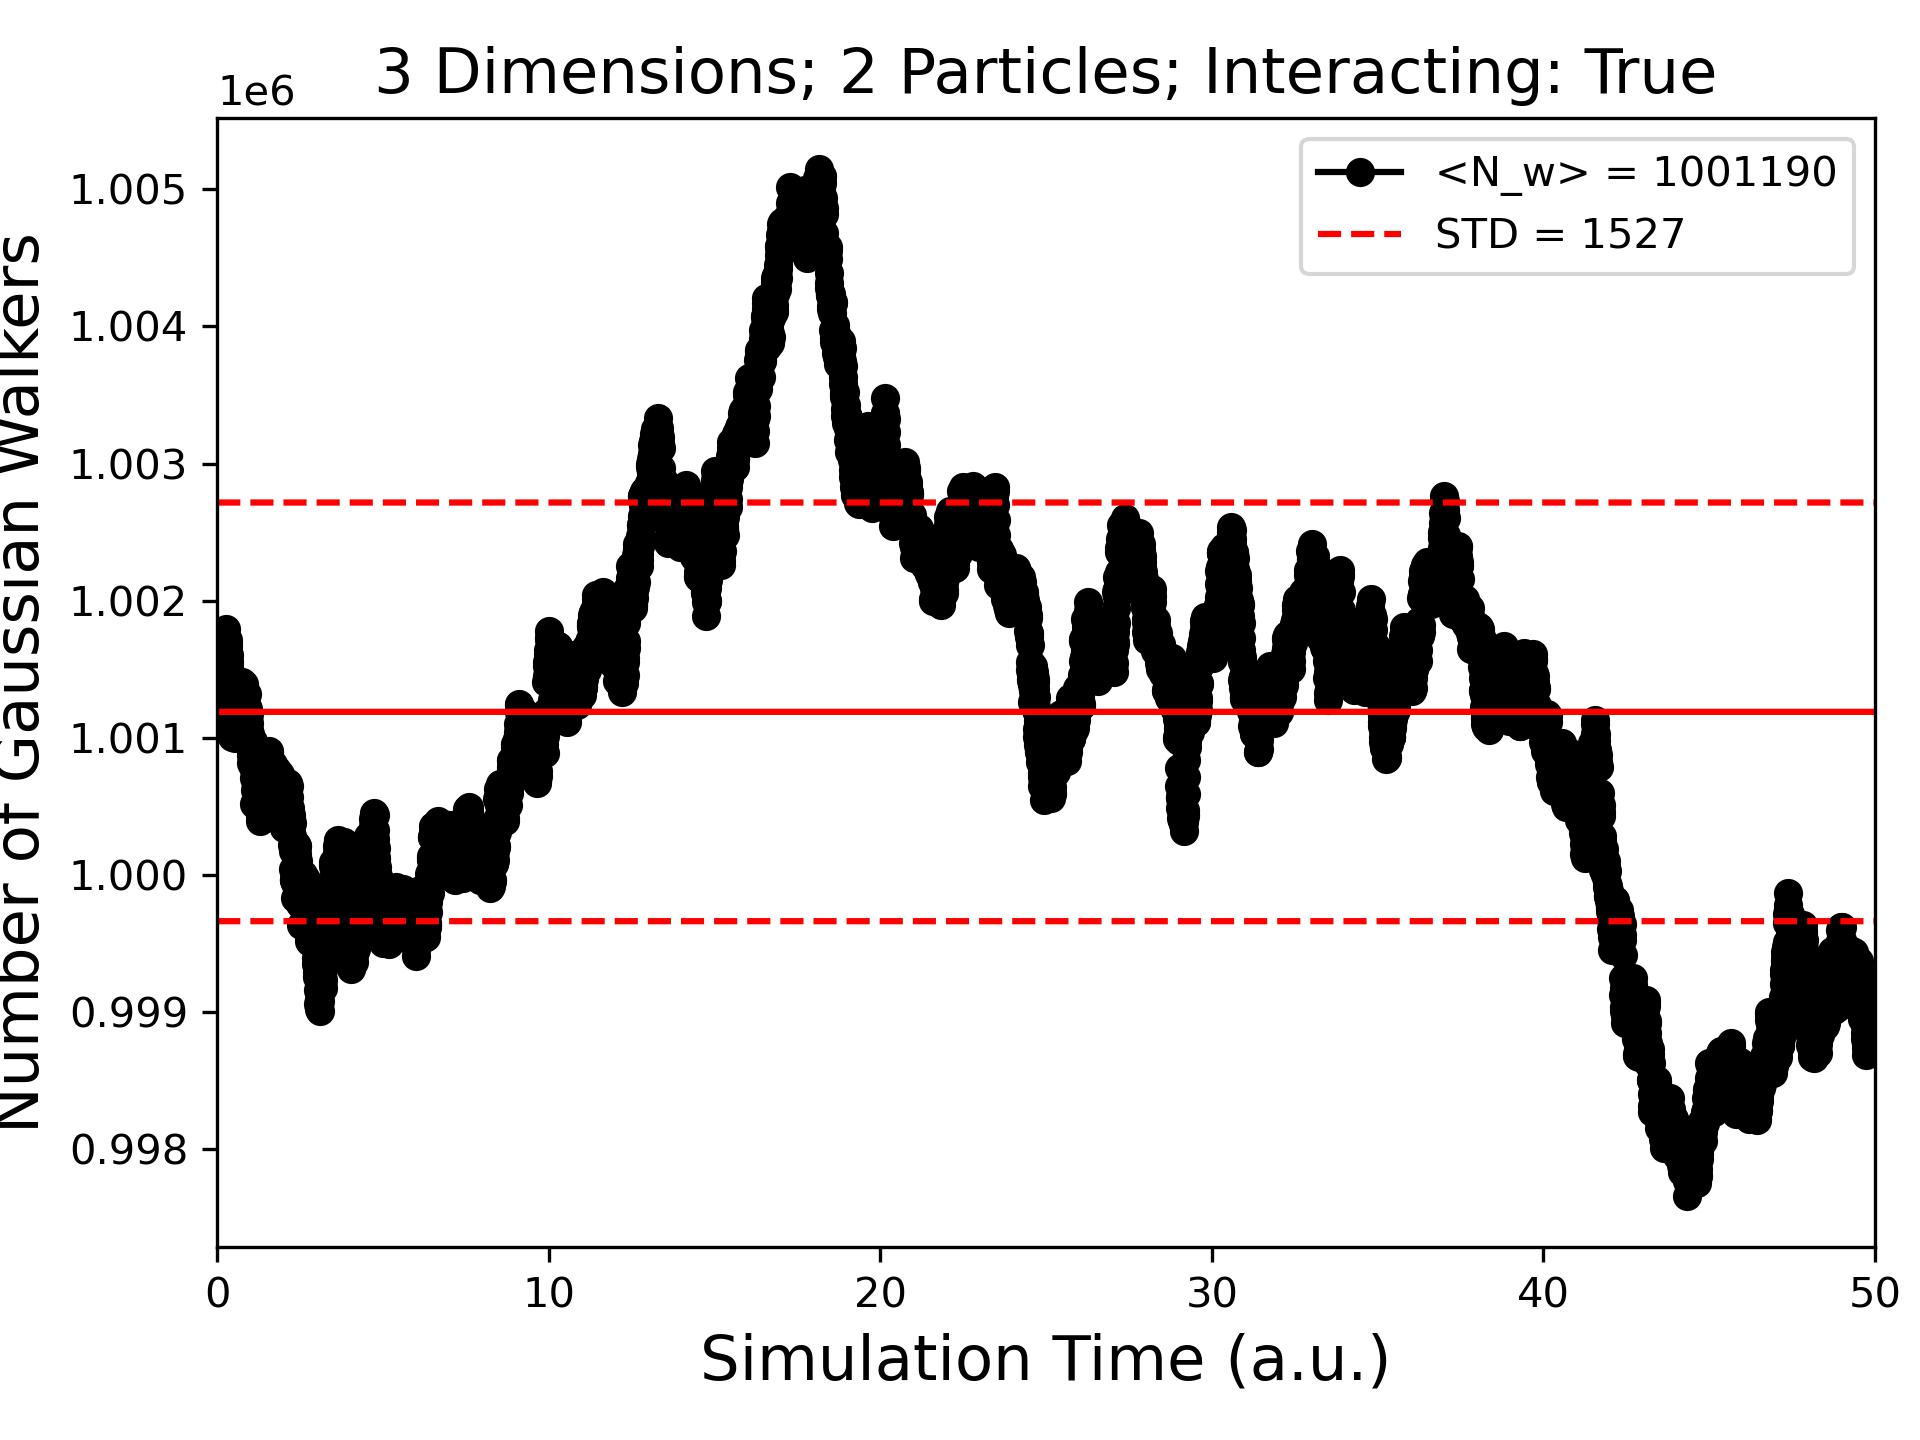 3 Dimensions; 2 Particles; Interacting: True
1e6
<N_w> = 1001190
STD = 1527
Number of Gaussian Walkers
1.005
1.004
1.003
1.002
1.001
1.000
0.999
0.998
0 10 20 30 40 50
Simulation Time (a.u.)